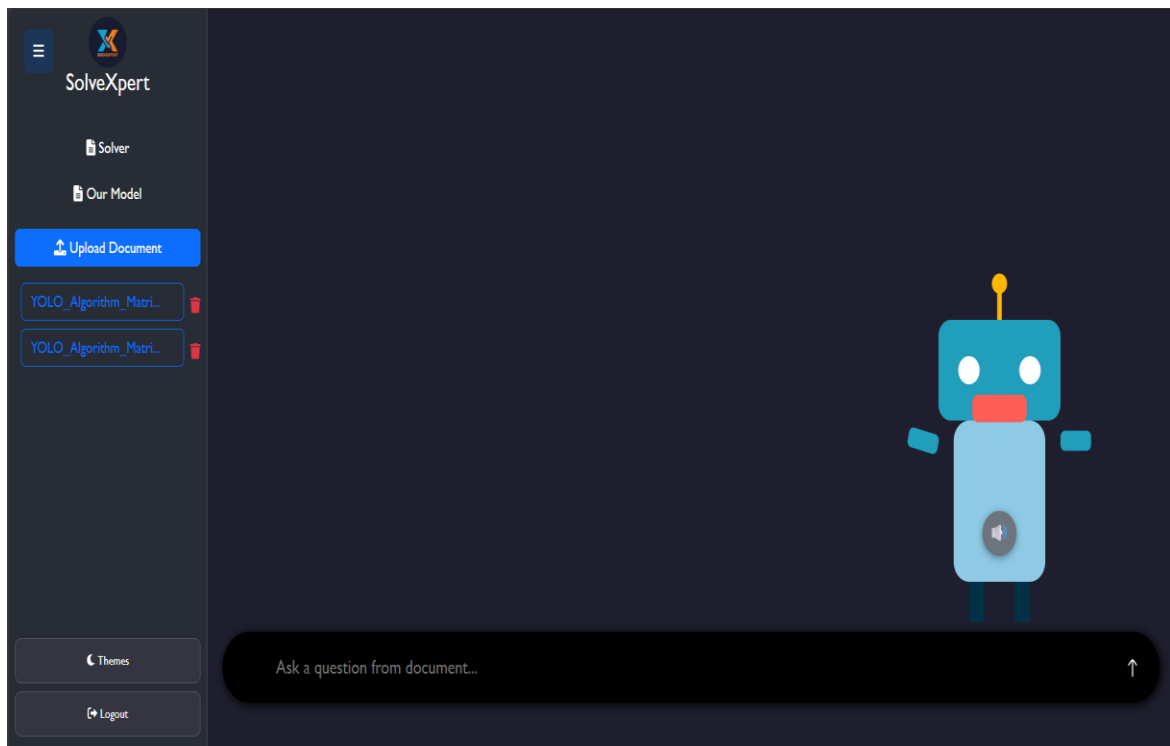 SolveXpert
Solver
Our Model
Upload Document
YOLO_Algorithm_Matri...
YOLO_Algorithm_Matri...
Themes
Logout
Ask a question from document...